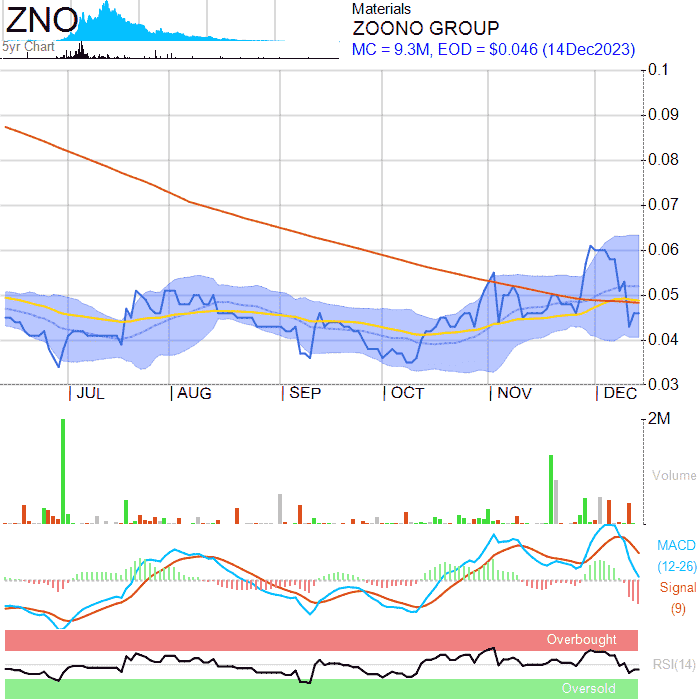 ZNO
5yr Chart
Materials
ZOONO GROUP
MC = 9.3M, EOD = $0.046 (14Dec2023)
0.1
0.09
0.08
0.07
0.06
0.05
0.04
0.03
JUL AUG SEP OCT NOV DEC
2M
Volume
MACD
(12-26)
Signal
(9)
Overbought
RSI(14)
Oversold